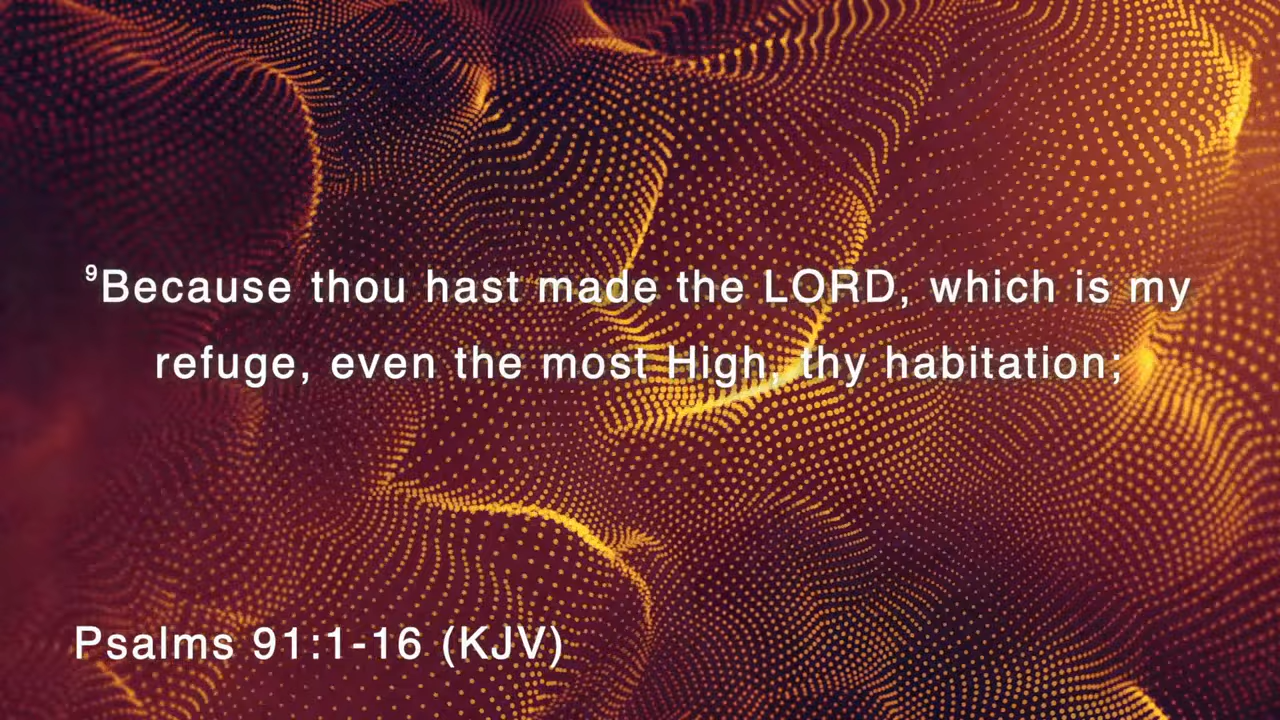 ⁹Because thou hast made the LORD, which is my
refuge, even the most High, thy habitation;
Psalms 91:1-16 (KJV)